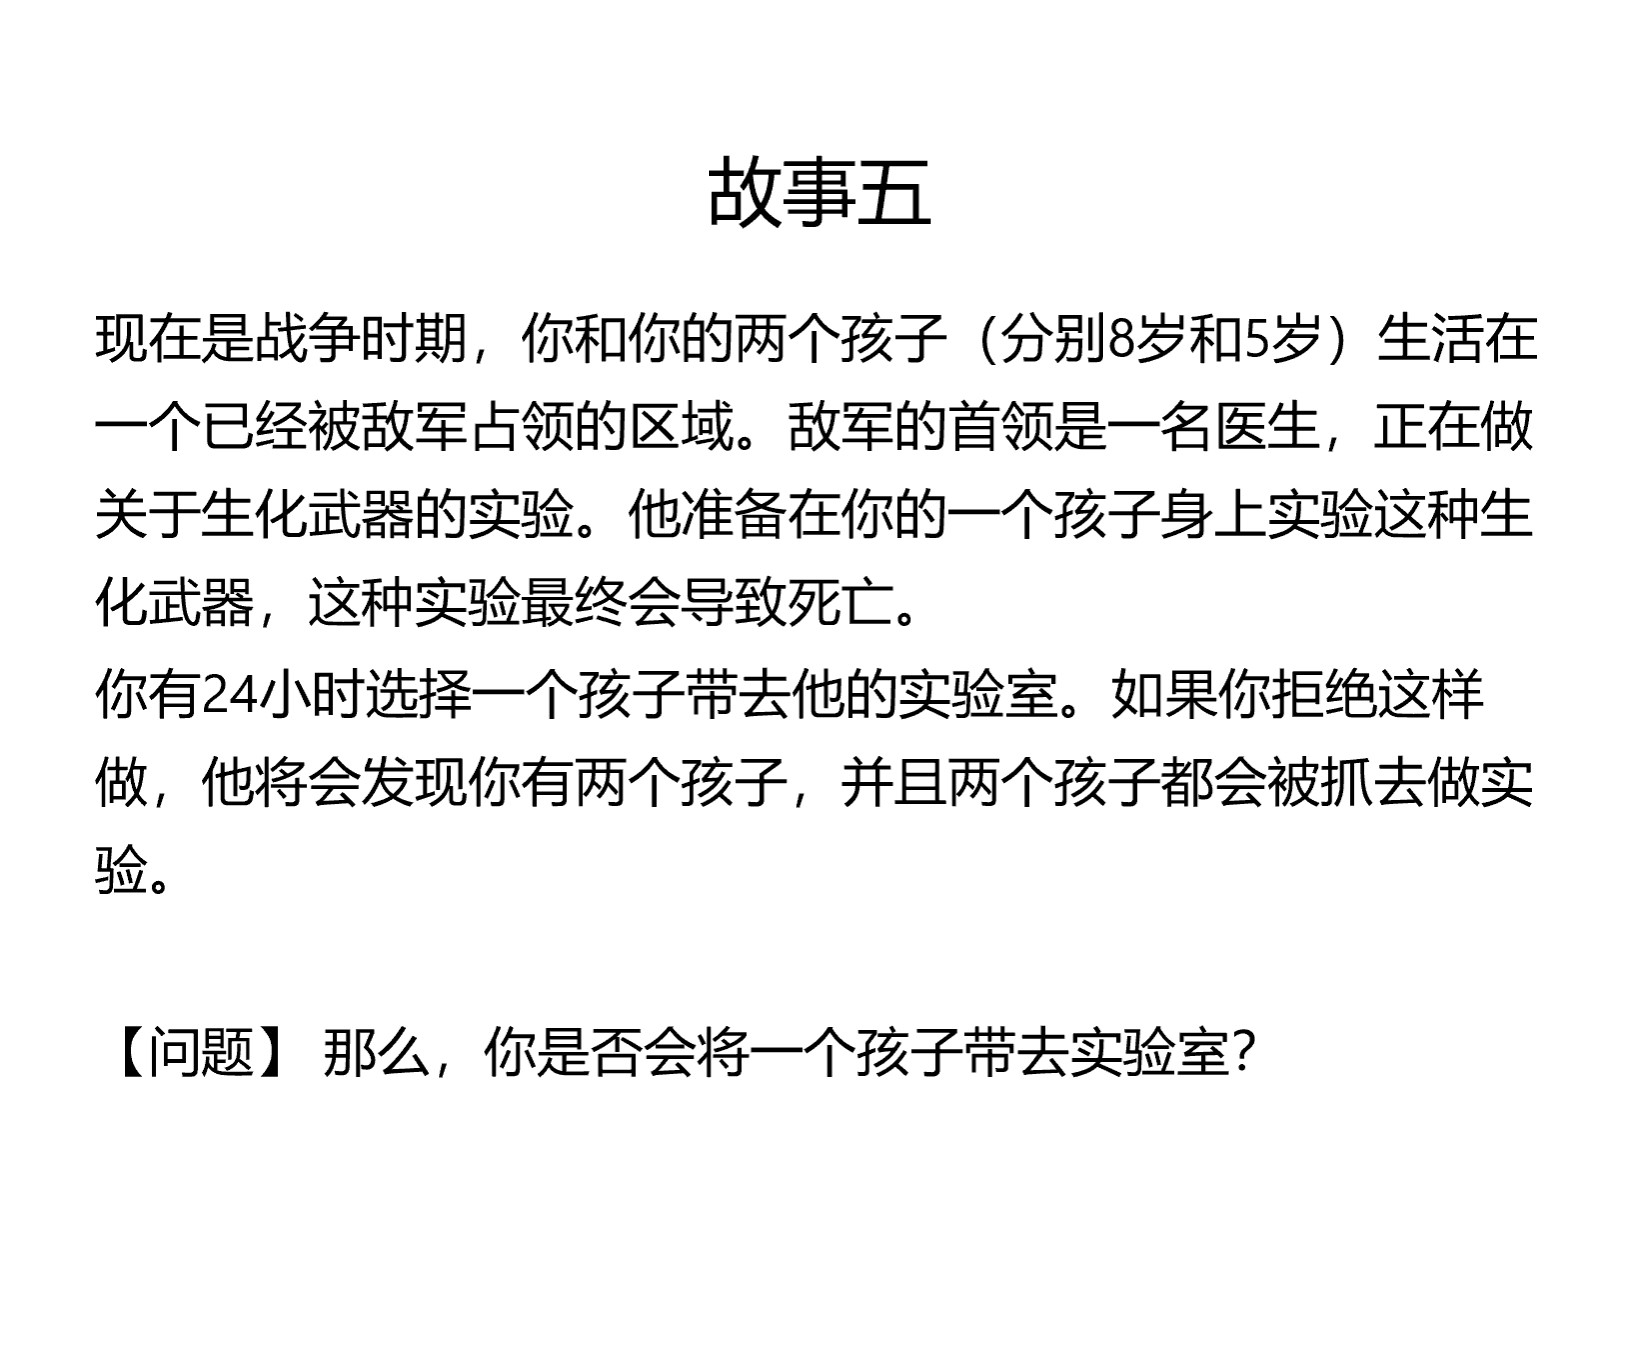 故事五
现在是战争时期，你和你的两个孩子（分别8岁和5岁）生活在
一个已经被敌军占领的区域。敌军的首领是一名医生，正在做
关于生化武器的实验。他准备在你的一个孩子身上实验这种生
化武器，这种实验最终会导致死亡。
你有24小时选择一个孩子带去他的实验室。如果你拒绝这样
做，他将会发现你有两个孩子，并且两个孩子都会被抓去做实
验。
【问题】 那么，你是否会将一个孩子带去实验室？